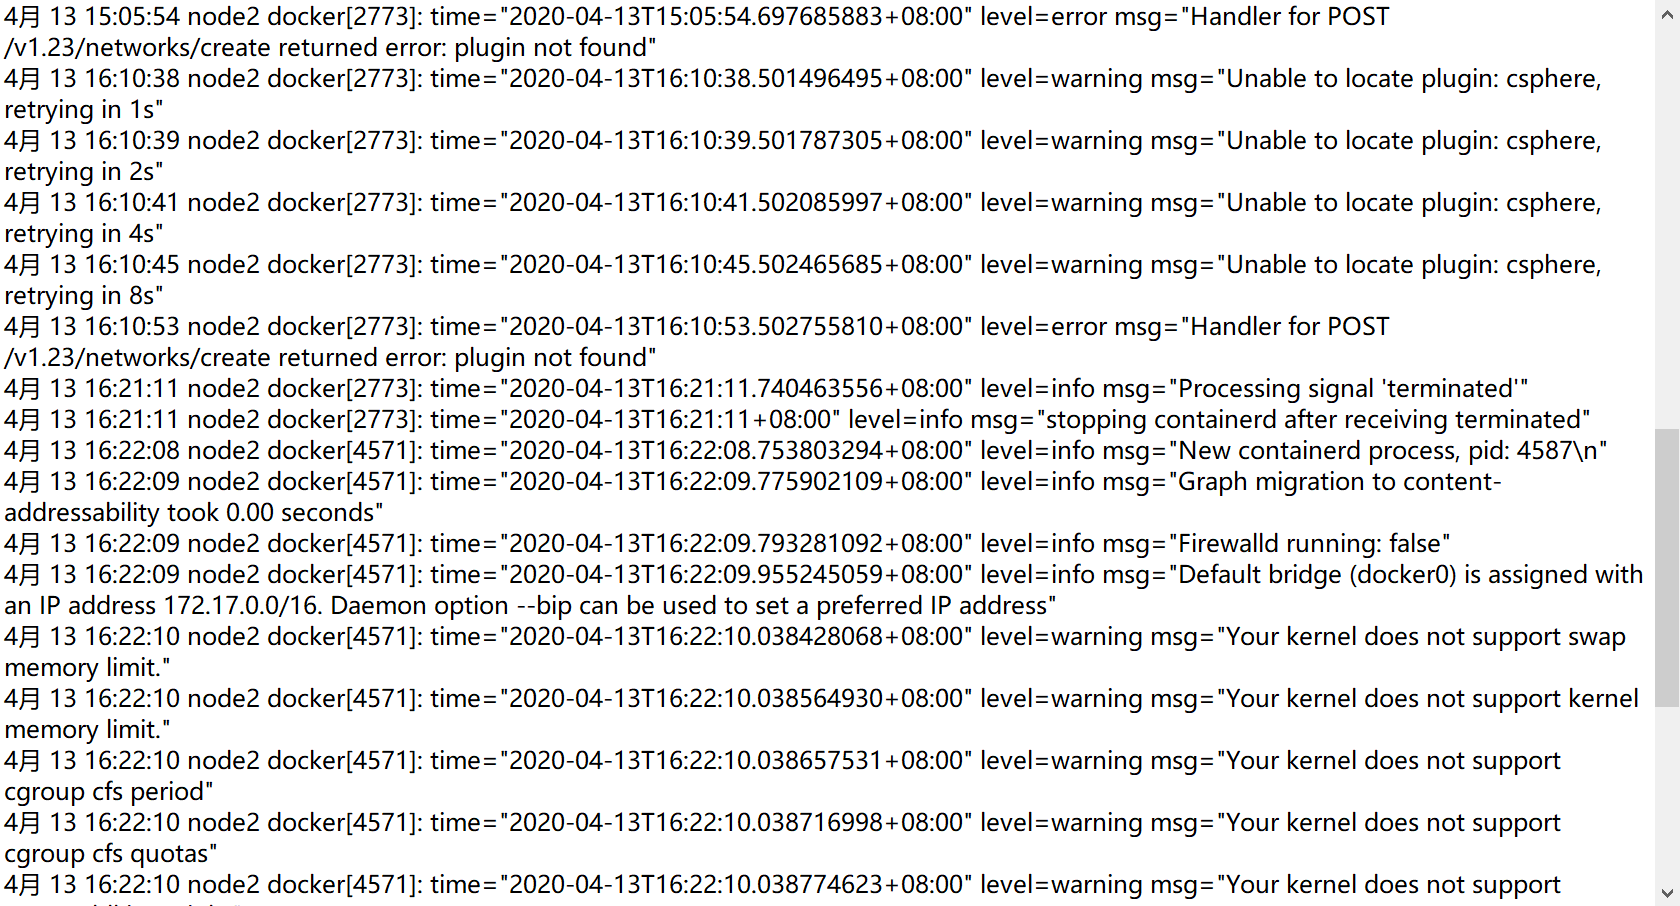 4月 13 15:05:54 node2 docker[2773]: time="2020-04-13T15:05:54.697685883+08:00" level=error msg="Handler for POST
/v1.23/networks/create returned error: plugin not found"
4月 13 16:10:38 node2 docker[2773]: time="2020-04-13T16:10:38.501496495+08:00" level=warning msg="Unable to locate plugin: csphere,
retrying in 1s"
4月 13 16:10:39 node2 docker[2773]: time="2020-04-13T16:10:39.501787305+08:00" level=warning msg="Unable to locate plugin: csphere,
retrying in 2s"
4月 13 16:10:41 node2 docker[2773]: time="2020-04-13T16:10:41.502085997+08:00" level=warning msg="Unable to locate plugin: csphere,
retrying in 4s"
4月 13 16:10:45 node2 docker[2773]: time="2020-04-13T16:10:45.502465685+08:00" level=warning msg="Unable to locate plugin: csphere,
retrying in 8s"
4月 13 16:10:53 node2 docker[2773]: time="2020-04-13T16:10:53.502755810+08:00" level=error msg="Handler for POST
/v1.23/networks/create returned error: plugin not found"
4月 13 16:21:11 node2 docker[2773]: time="2020-04-13T16:21:11.740463556+08:00" level=info msg="Processing signal 'terminated'"
4月 13 16:21:11 node2 docker[2773]: time="2020-04-13T16:21:11+08:00" level=info msg="stopping containerd after receiving terminated"
4月 13 16:22:08 node2 docker[4571]: time="2020-04-13T16:22:08.753803294+08:00" level=info msg="New containerd process, pid: 4587\n"
4月 13 16:22:09 node2 docker[4571]: time="2020-04-13T16:22:09.775902109+08:00" level=info msg="Graph migration to content-
addressability took 0.00 seconds"
4月 13 16:22:09 node2 docker[4571]: time="2020-04-13T16:22:09.793281092+08:00" level=info msg="Firewalld running: false"
4月 13 16:22:09 node2 docker[4571]: time="2020-04-13T16:22:09.955245059+08:00" level=info msg="Default bridge (docker0) is assigned with
an IP address 172.17.0.0/16. Daemon option --bip can be used to set a preferred IP address"
4月 13 16:22:10 node2 docker[4571]: time="2020-04-13T16:22:10.038428068+08:00" level=warning msg="Your kernel does not support swap
memory limit."
4月 13 16:22:10 node2 docker[4571]: time="2020-04-13T16:22:10.038564930+08:00" level=warning msg="Your kernel does not support kernel
memory limit."
4月 13 16:22:10 node2 docker[4571]: time="2020-04-13T16:22:10.038657531+08:00" level=warning msg="Your kernel does not support
cgroup cfs period"
4月 13 16:22:10 node2 docker[4571]: time="2020-04-13T16:22:10.038716998+08:00" level=warning msg="Your kernel does not support
cgroup cfs quotas"
4月 13 16:22:10 node2 docker[4571]: time="2020-04-13T16:22:10.038774623+08:00" level=warning msg="Your kernel does not support